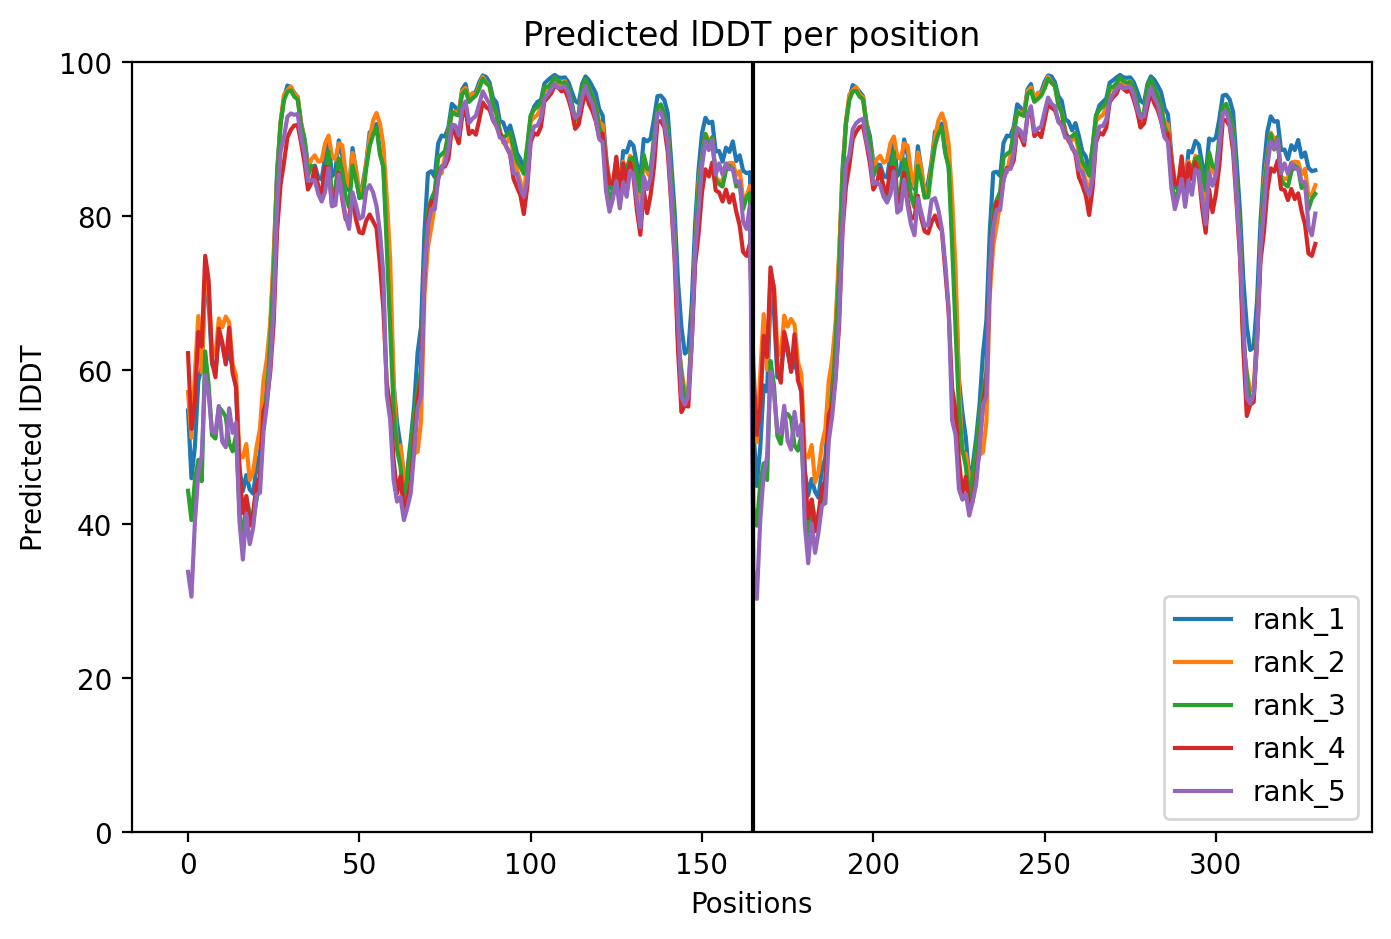 Predicted lDDT per position
100
80
60
40
20
0
Predicted lDDT
0 50 100 150 200 250 300
Positions
rank_1
rank_2
rank_3
rank_4
rank_5